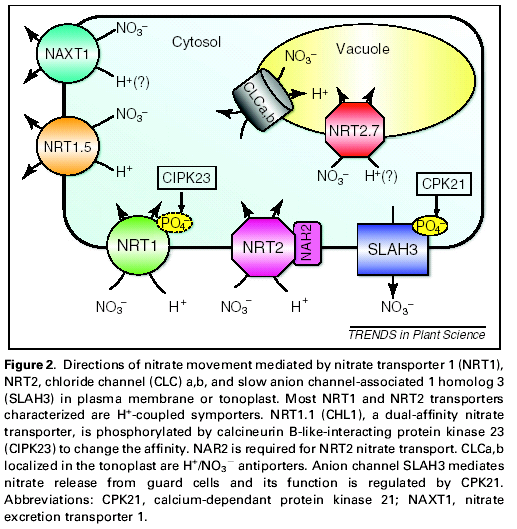 NO₃⁻
Cytosol
Vacuole
NAXT1
NO₃⁻
H⁺(?)
CLCa,b
H⁺
NO₃⁻
NRT2.7
NRT1.5
H⁺
NO₃⁻
H⁺(?)
CIPK23
CPK21
PO₄⁻
PO₄⁻
NRT1
NRT2
NAR2
SLAH3
NO₃⁻
H⁺
NO₃⁻
H⁺
NO₃⁻
TRENDS in Plant Science
Figure 2. Directions of nitrate movement mediated by nitrate transporter 1 (NRT1),
NRT2, chloride channel (CLC) a,b, and slow anion channel-associated 1 homolog 3
(SLAH3) in plasma membrane or tonoplast. Most NRT1 and NRT2 transporters
characterized are H⁺-coupled symporters. NRT1.1 (CHL1), a dual-affinity nitrate
transporter, is phosphorylated by calcineurin B-like-interacting protein kinase 23
(CIPK23) to change the affinity. NAR2 is required for NRT2 nitrate transport. CLCa,b
localized in the tonoplast are H⁺/NO₃⁻ antiporters. Anion channel SLAH3 mediates
nitrate release from guard cells and its function is regulated by CPK21.
Abbreviations: CPK21, calcium-dependant protein kinase 21; NAXT1, nitrate
excretion transporter 1.